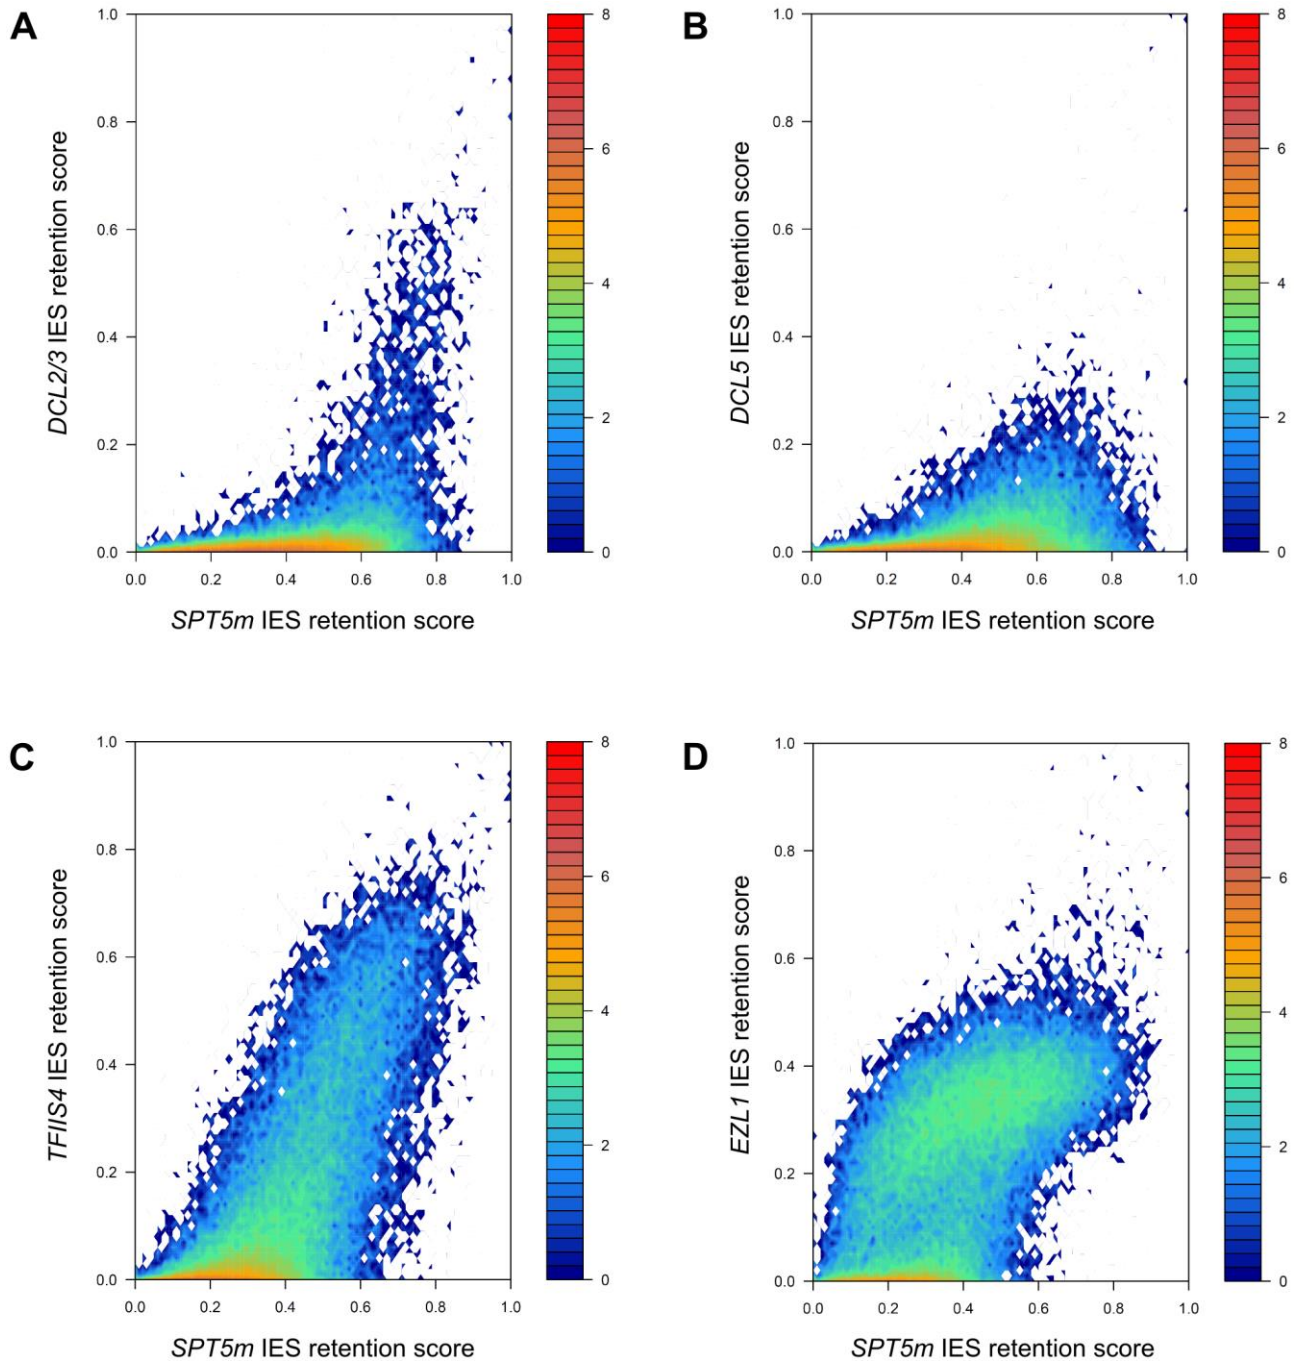 A
B
1.0
0.8
0.6
0.4
0.2
0.0
DCL2/3 IES retention score
0.0 0.2 0.4 0.6 0.8 1.0
SPT5m IES retention score
8
6
4
2
0
1.0
0.8
0.6
0.4
0.2
0.0
DCL5 IES retention score
0.0 0.2 0.4 0.6 0.8 1.0
SPT5m IES retention score
8
6
4
2
0
C
D
1.0
0.8
0.6
0.4
0.2
0.0
TFIIS4 IES retention score
0.0 0.2 0.4 0.6 0.8 1.0
SPT5m IES retention score
8
6
4
2
0
1.0
0.8
0.6
0.4
0.2
0.0
EZL1 IES retention score
0.0 0.2 0.4 0.6 0.8 1.0
SPT5m IES retention score
8
6
4
2
0